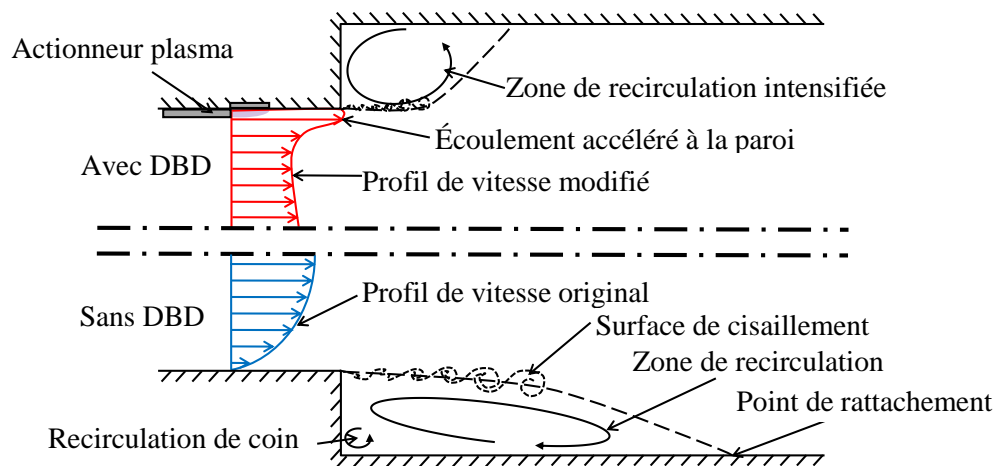 Actionneur plasma
Zone de recirculation intensifiée
Écoulement accéléré à la paroi
Avec DBD
Profil de vitesse modifié
Profil de vitesse original
Sans DBD
Surface de cisaillement
Zone de recirculation
Point de rattachement
Recirculation de coin